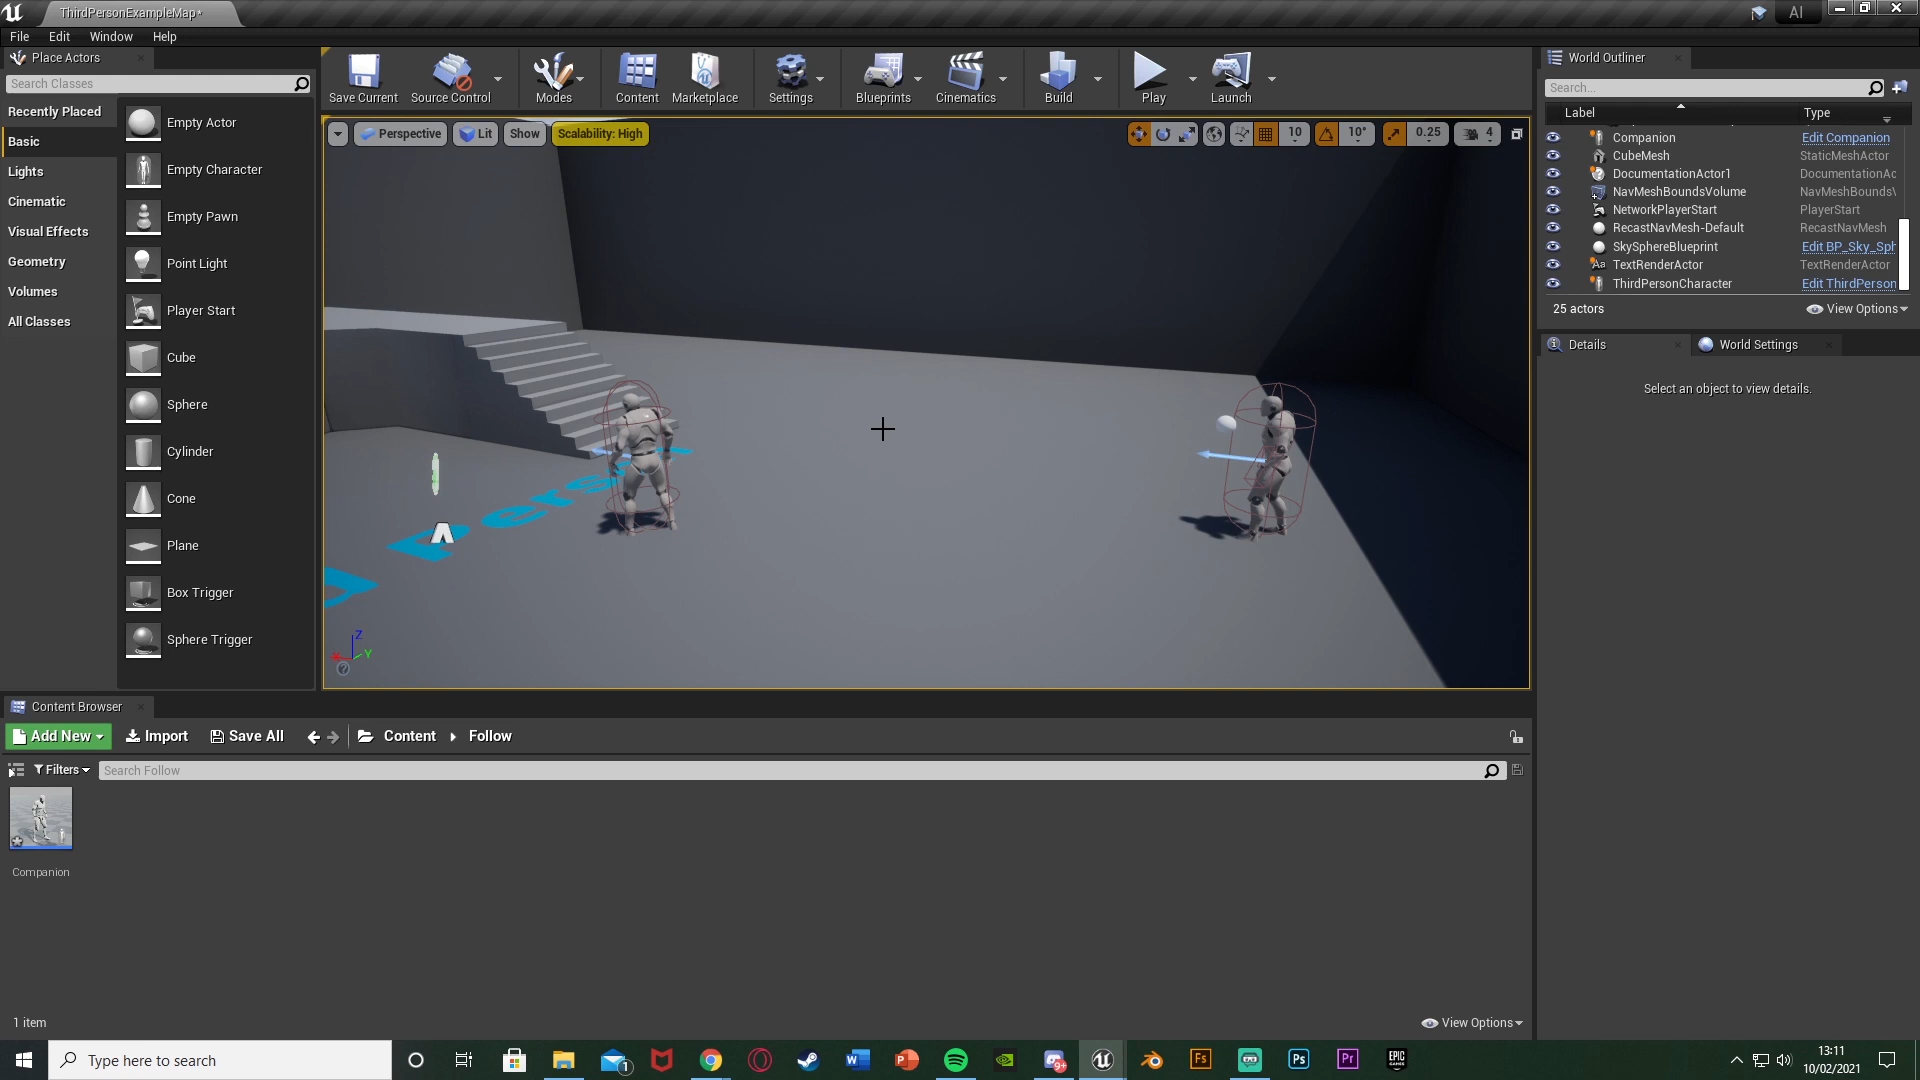 ThirdPersonExampleMap*
AI
File Edit Window Help
Place Actors
Search Classes
Recently Placed
Basic
Lights
Cinematic
Visual Effects
Geometry
Volumes
All Classes
Empty Actor
Empty Character
Empty Pawn
Point Light
Player Start
Cube
Sphere
Cylinder
Cone
Plane
Box Trigger
Sphere Trigger
Save Current Source Control Modes Content Marketplace Settings Blueprints Cinematics Build Play Launch
Perspective Lit Show Scalability: High 10 10° 0.25 4
Z
X Y
World Outliner
Search...
Label Type
Companion Edit Companion
CubeMesh StaticMeshActor
DocumentationActor1 DocumentationAc
NavMeshBoundsVolume NavMeshBoundsV
NetworkPlayerStart PlayerStart
RecastNavMesh-Default RecastNavMesh
SkySphereBlueprint Edit BP_Sky_Sph
TextRenderActor TextRenderActor
ThirdPersonCharacter Edit ThirdPerson
25 actors View Options
Details World Settings
Select an object to view details.
Content Browser
Add New Import Save All Content Follow
Filters Search Follow
Companion
1 item View Options
Type here to search
13:11
10/02/2021